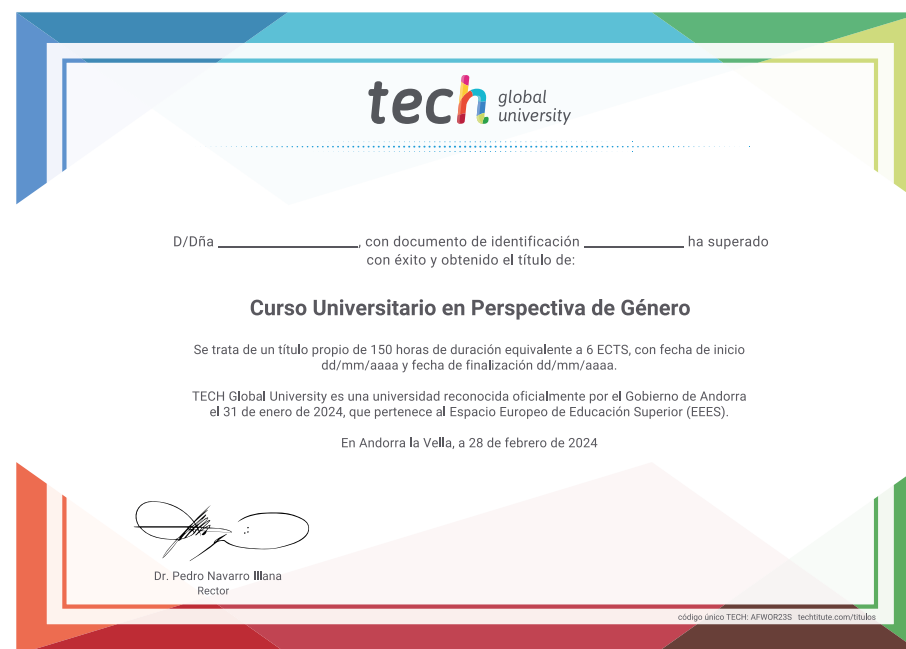 tech global university
D/Dña ______________, con documento de identificación __________ ha superado
con éxito y obtenido el título de:
Curso Universitario en Perspectiva de Género
Se trata de un título propio de 150 horas de duración equivalente a 6 ECTS, con fecha de inicio
dd/mm/aaaa y fecha de finalización dd/mm/aaaa.
TECH Global University es una universidad reconocida oficialmente por el Gobierno de Andorra
el 31 de enero de 2024, que pertenece al Espacio Europeo de Educación Superior (EEES).
En Andorra la Vella, a 28 de febrero de 2024
Dr. Pedro Navarro Illana
Rector
código único TECH: AFWOR23S techtitute.com/titulos